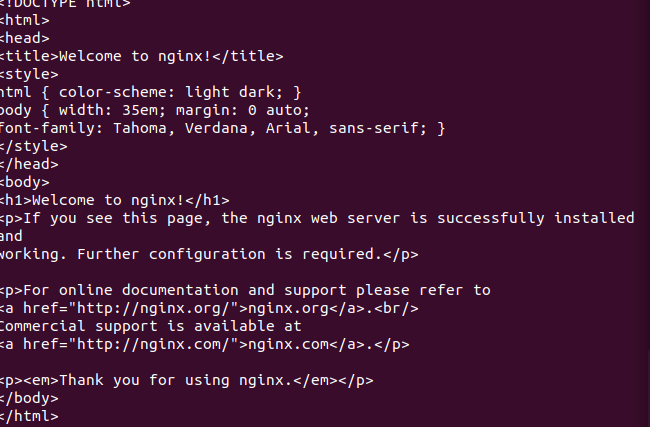 <!DOCTYPE html>
<html>
<head>
<title>Welcome to nginx!</title>
<style>
html { color-scheme: light dark; }
body { width: 35em; margin: 0 auto;
font-family: Tahoma, Verdana, Arial, sans-serif; }
</style>
</head>
<body>
<h1>Welcome to nginx!</h1>
<p>If you see this page, the nginx web server is successfully installed
and
working. Further configuration is required.</p>

<p>For online documentation and support please refer to
<a href="http://nginx.org/">nginx.org</a>.<br/>
Commercial support is available at
<a href="http://nginx.com/">nginx.com</a>.</p>

<p><em>Thank you for using nginx.</em></p>
</body>
</html>